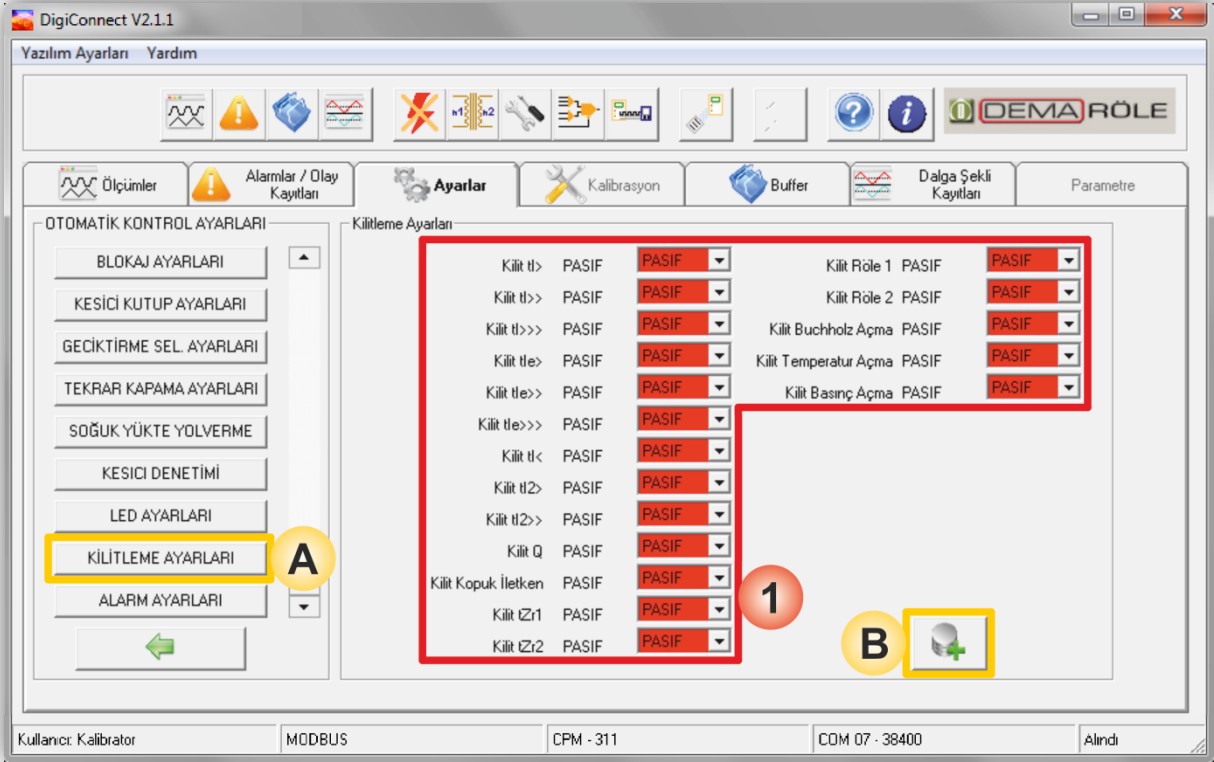 DigiConnect V2.1.1
Yazılım Ayarları Yardım
n1 n2
DEMA RÖLE
Ölçümler
Alarmlar / Olay
Kayıtları
Ayarlar
Kalibrasyon
Buffer
Dalga Şekli
Kayıtları
Parametre
OTOMATİK KONTROL AYARLARI
BLOKAJ AYARLARI
KESİCİ KUTUP AYARLARI
GECİKTİRME SEL. AYARLARI
TEKRAR KAPAMA AYARLARI
SOĞUK YÜKTE YOLVERME
KESICI DENETİMİ
LED AYARLARI
KİLİTLEME AYARLARI
A
ALARM AYARLARI
Kilitleme Ayarları
Kilit tI> PASIF PASIF
Kilit tI>> PASIF PASIF
Kilit tI>>> PASIF PASIF
Kilit tIe> PASIF PASIF
Kilit tIe>> PASIF PASIF
Kilit tIe>>> PASIF PASIF
Kilit tI< PASIF PASIF
Kilit tI2> PASIF PASIF
Kilit tI2>> PASIF PASIF
Kilit Q PASIF PASIF
Kilit Kopuk İletken PASIF PASIF
Kilit tZr1 PASIF PASIF
Kilit tZr2 PASIF PASIF
1
Kilit Röle 1 PASIF PASIF
Kilit Röle 2 PASIF PASIF
Kilit Buchholz Açma PASIF PASIF
Kilit Temperatur Açma PASIF PASIF
Kilit Basınç Açma PASIF PASIF
B
Kullanıcı: Kalibrator MODBUS CPM - 311 COM 07 - 38400 Alındı